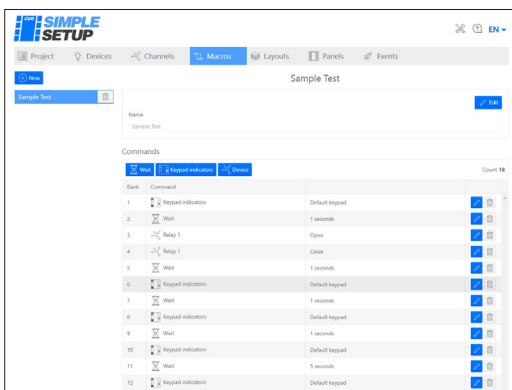 CUE SIMPLE
SETUP
EN
Project Devices Channels Macros Layouts Panels Events
New
Sample Test
Sample Test
Edit
Name
Sample Test
Commands
Wait Keypad indicators Device Count 18
Rank Command
1 Keypad indicators Default keypad
2 Wait 1 seconds
3 Relay 1 Open
4 Relay 1 Close
5 Wait 1 seconds
6 Keypad indicators Default keypad
7 Wait 1 seconds
8 Keypad indicators Default keypad
9 Wait 1 seconds
10 Keypad indicators Default keypad
11 Wait 5 seconds
12 Keypad indicators Default keypad